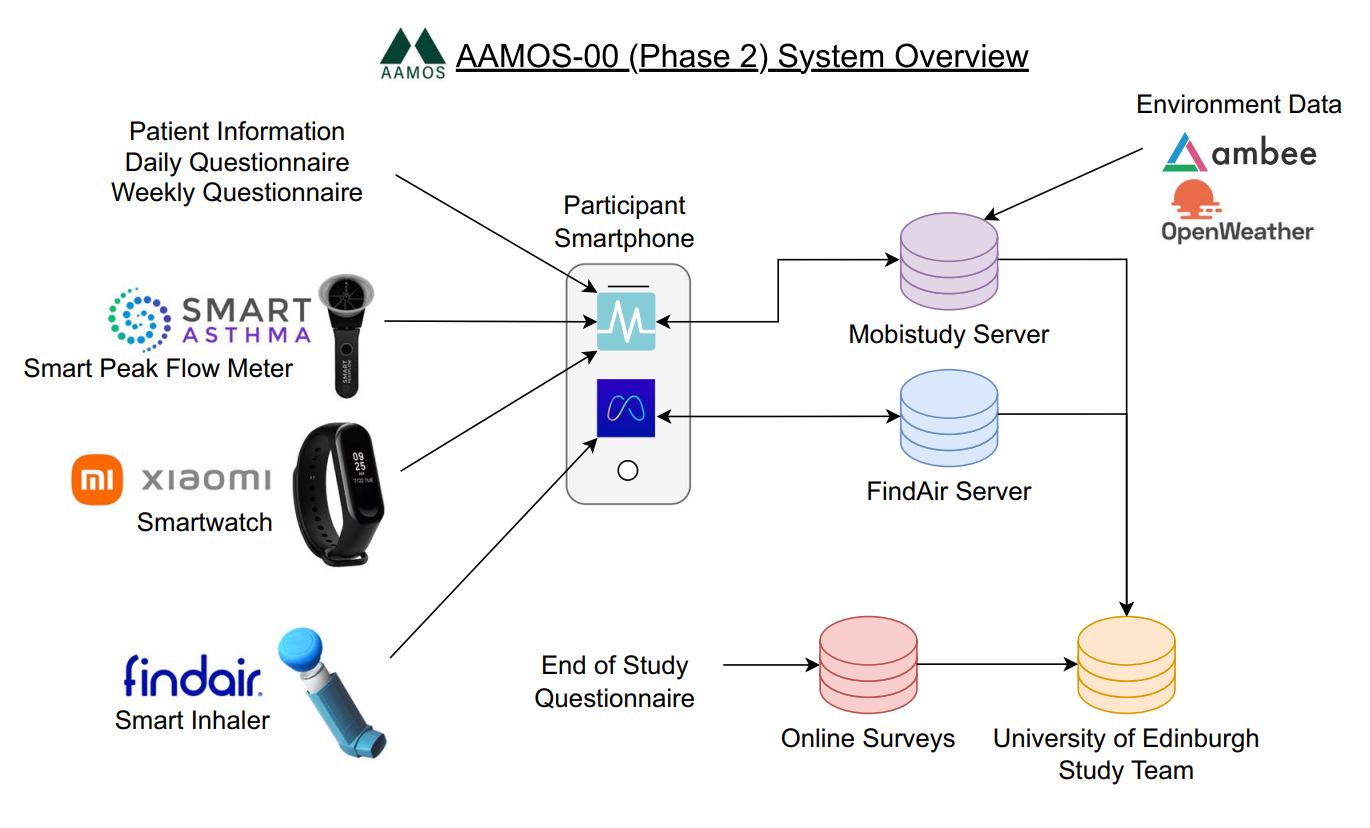 AAMOS
AAMOS-00 (Phase 2) System Overview
Patient Information
Daily Questionnaire
Weekly Questionnaire
SMART
ASTHMA
Smart Peak Flow Meter
mi xiaomi
Smartwatch
09
25
findair.
Smart Inhaler
Participant
Smartphone
Environment Data
ambee
OpenWeather
Mobistudy Server
FindAir Server
End of Study
Questionnaire
Online Surveys
University of Edinburgh
Study Team